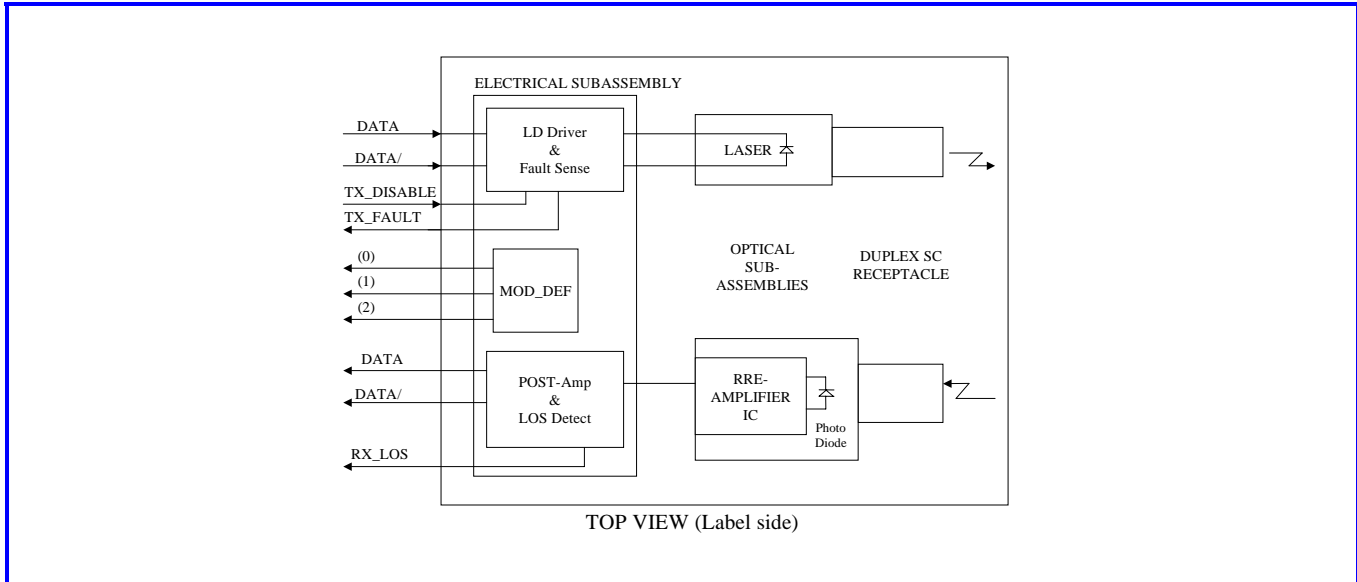 ELECTRICAL SUBASSEMBLY
DATA
DATA/
TX_DISABLE
TX_FAULT
LD Driver
&
Fault Sense
LASER
(0)
(1)
(2)
MOD_DEF
OPTICAL
SUB-
ASSEMBLIES
DUPLEX SC
RECEPTACLE
DATA
DATA/
RX_LOS
POST-Amp
&
LOS Detect
RRE-
AMPLIFIER
IC
Photo
Diode
TOP VIEW (Label side)